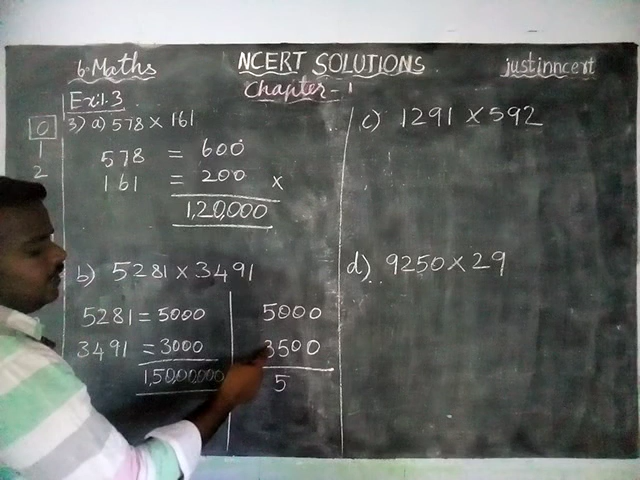 6. Maths
NCERT SOLUTIONS
justinncert
Chapter - 1
Ex:1.3
0
1
2
3) a) 578 × 161
578 = 600
161 = 200 ×
1,20,000
b) 5281 × 3491
5281 = 5000
3491 = 3000
1,50,00,000
5000
3500
5
c) 1291 × 592
d) 9250 × 29